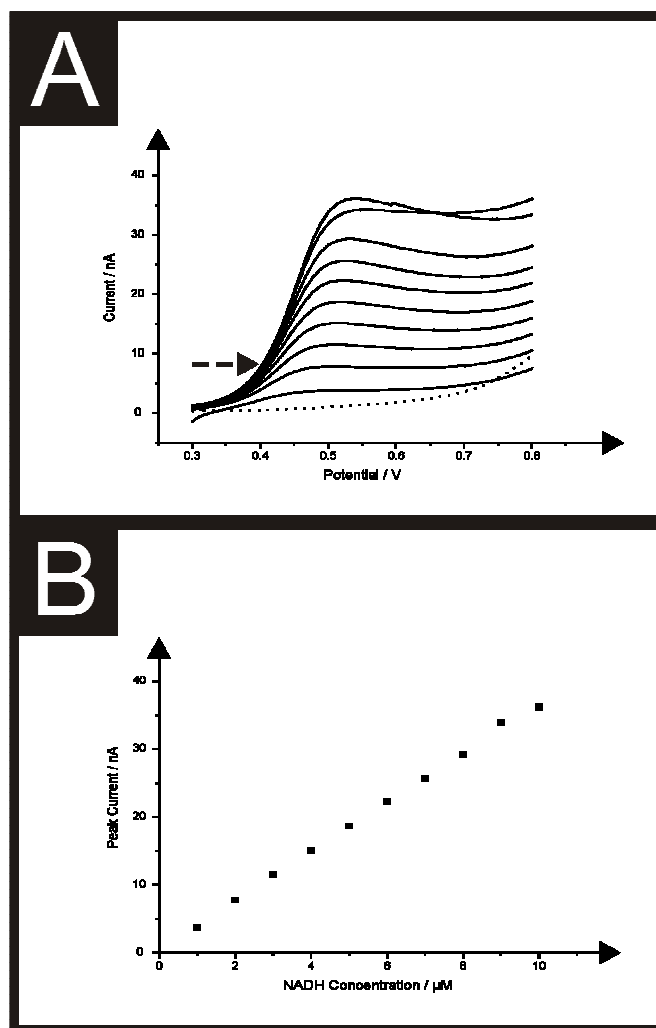 A
40
30
20
10
0
Current / nA
0.3 0.4 0.5 0.6 0.7 0.8
Potential / V
B
40
30
20
10
0
Peak Current / nA
0 2 4 6 8 10
NADH Concentration / µM